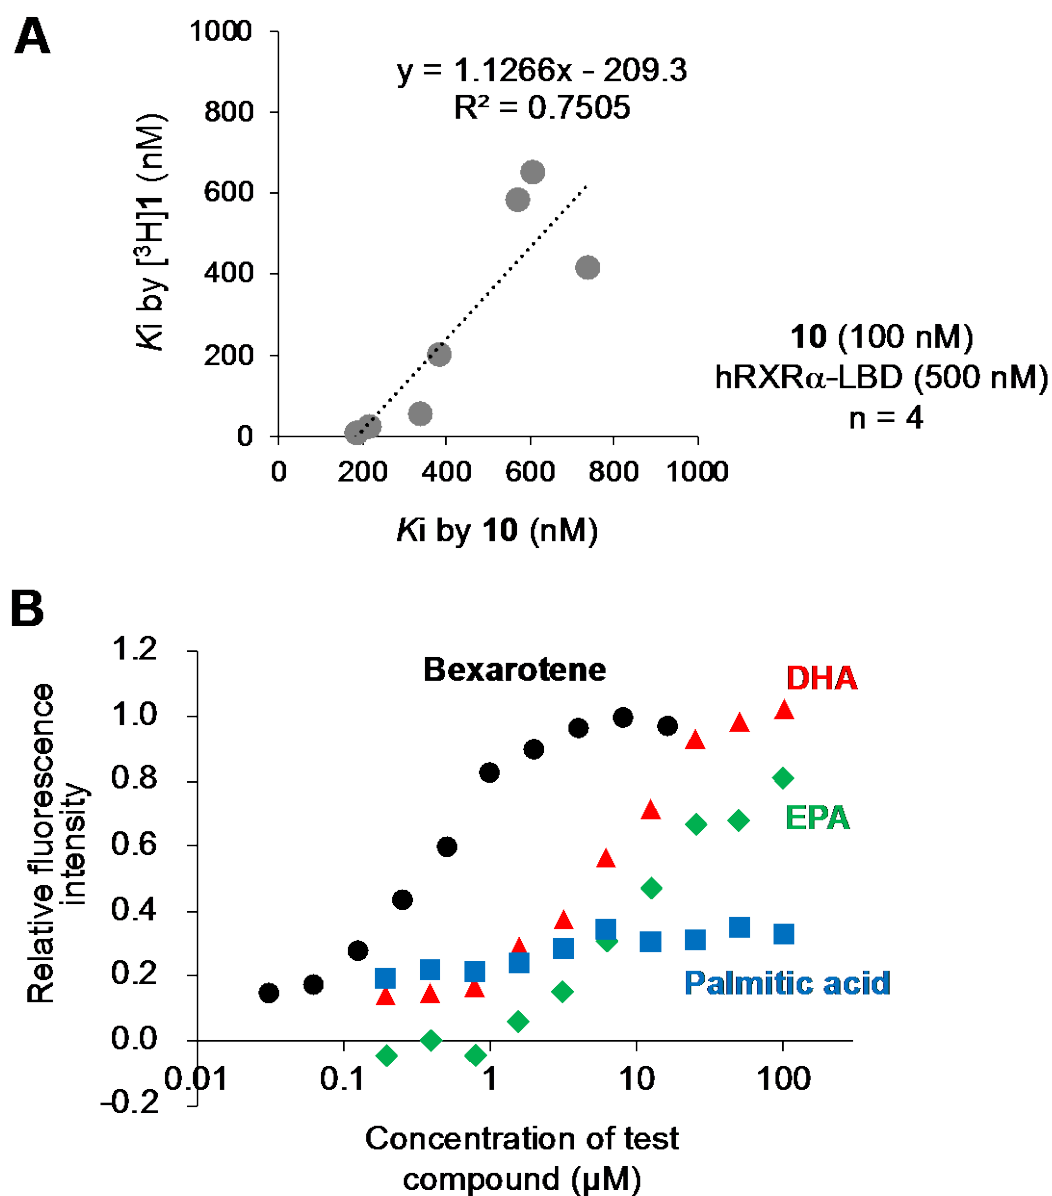 A
1000
800
600
400
200
0
Ki by [³H]1 (nM)
y = 1.1266x - 209.3
R² = 0.7505
0 200 400 600 800 1000
Ki by 10 (nM)
10 (100 nM)
hRXRα-LBD (500 nM)
n = 4
B
1.2
1.0
0.8
0.6
0.4
0.2
0.0
-0.2
Relative fluorescence
intensity
Bexarotene
DHA
EPA
Palmitic acid
0.01 0.1 1 10 100
Concentration of test
compound (μM)